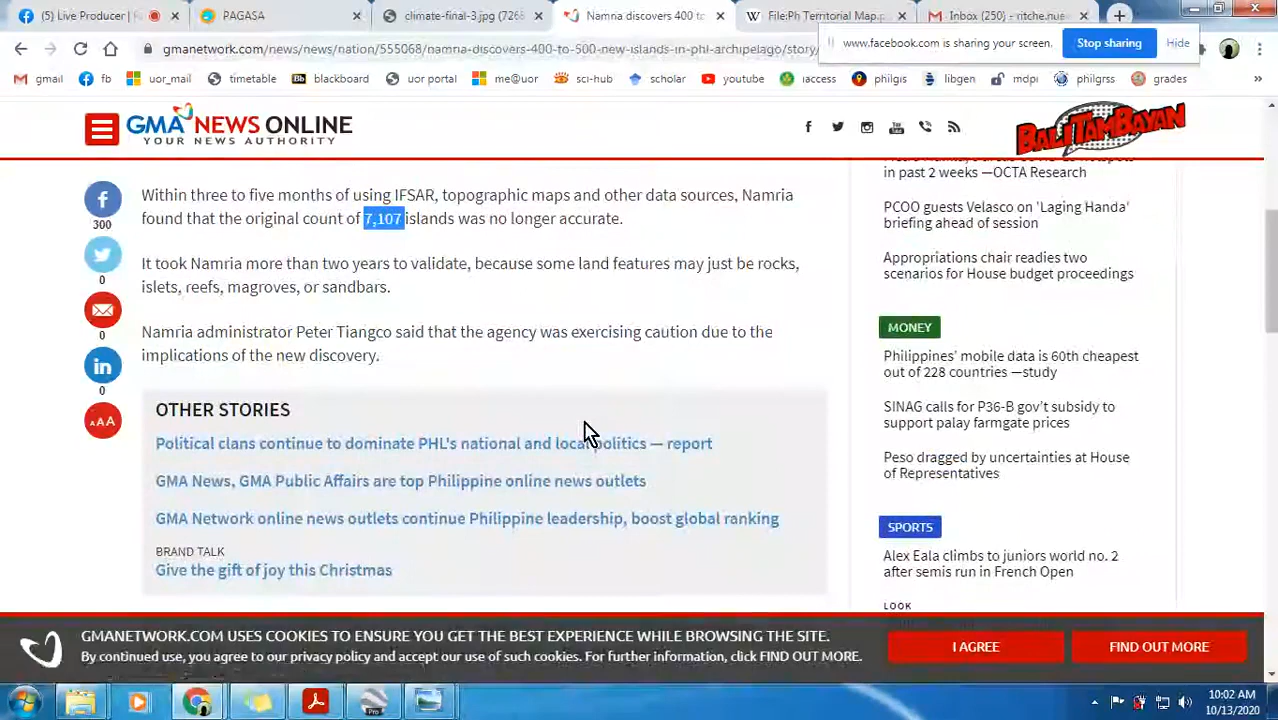 (5) Live Producer |
PAGASA
climate-final-3.jpg (7268
Namria discovers 400 to
File:Ph Territorial Map.p
Inbox (250) - ritche.nue
gmanetwork.com/news/news/nation/555068/namria-discovers-400-to-500-new-islands-in-phl-archipelago/story/
www.facebook.com is sharing your screen.
Stop sharing
Hide
gmail
fb
uor_mail
timetable
blackboard
uor portal
me@uor
sci-hub
scholar
youtube
iaccess
philgis
libgen
mdpi
philgrss
grades
GMA NEWS ONLINE
YOUR NEWS AUTHORITY
BALITAMBAYAN
Within three to five months of using IFSAR, topographic maps and other data sources, Namria
found that the original count of 7,107 islands was no longer accurate.
It took Namria more than two years to validate, because some land features may just be rocks,
islets, reefs, magroves, or sandbars.
Namria administrator Peter Tiangco said that the agency was exercising caution due to the
implications of the new discovery.
300
0
0
0
AAA
OTHER STORIES
Political clans continue to dominate PHL's national and local politics — report
GMA News, GMA Public Affairs are top Philippine online news outlets
GMA Network online news outlets continue Philippine leadership, boost global ranking
BRAND TALK
Give the gift of joy this Christmas
in past 2 weeks —OCTA Research
PCOO guests Velasco on 'Laging Handa'
briefing ahead of session
Appropriations chair readies two
scenarios for House budget proceedings
MONEY
Philippines' mobile data is 60th cheapest
out of 228 countries —study
SINAG calls for P36-B gov't subsidy to
support palay farmgate prices
Peso dragged by uncertainties at House
of Representatives
SPORTS
Alex Eala climbs to juniors world no. 2
after semis run in French Open
LOOK
GMANETWORK.COM USES COOKIES TO ENSURE YOU GET THE BEST EXPERIENCE WHILE BROWSING THE SITE.
By continued use, you agree to our privacy policy and accept our use of such cookies. For further information, click FIND OUT MORE.
I AGREE
FIND OUT MORE
10:02 AM
10/13/2020